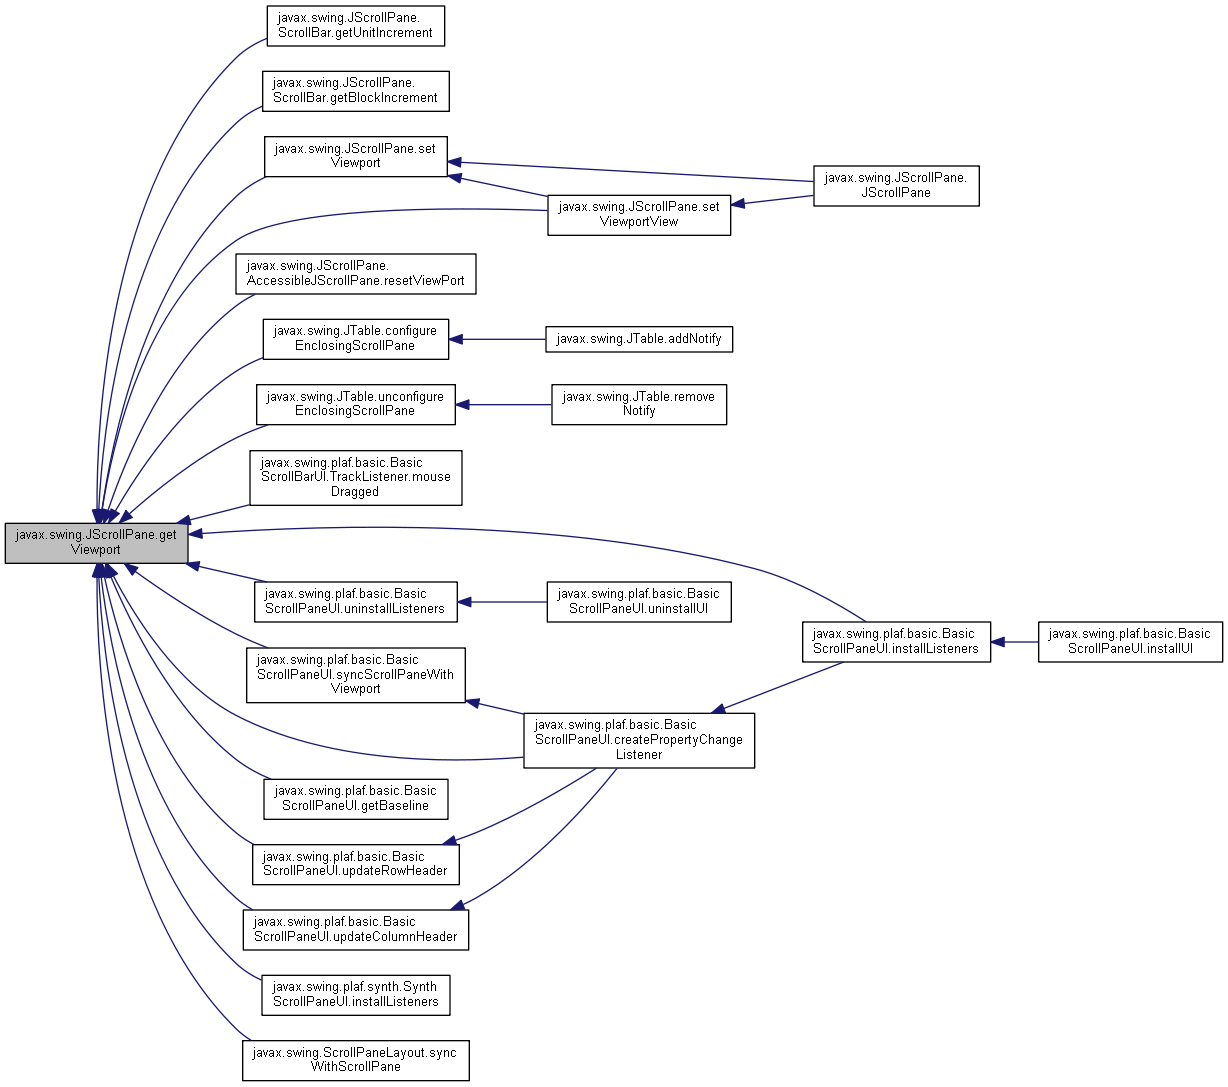 javax.swing.JScrollPane.
ScrollBar.getUnitIncrement
javax.swing.JScrollPane.
ScrollBar.getBlockIncrement
javax.swing.JScrollPane.set
Viewport
javax.swing.JScrollPane.
JScrollPane
javax.swing.JScrollPane.set
ViewportView
javax.swing.JScrollPane.
AccessibleJScrollPane.resetViewPort
javax.swing.JTable.configure
EnclosingScrollPane
javax.swing.JTable.addNotify
javax.swing.JTable.unconfigure
EnclosingScrollPane
javax.swing.JTable.remove
Notify
javax.swing.plaf.basic.Basic
ScrollBarUI.TrackListener.mouse
Dragged
javax.swing.JScrollPane.get
Viewport
javax.swing.plaf.basic.Basic
ScrollPaneUI.uninstallListeners
javax.swing.plaf.basic.Basic
ScrollPaneUI.uninstallUI
javax.swing.plaf.basic.Basic
ScrollPaneUI.installListeners
javax.swing.plaf.basic.Basic
ScrollPaneUI.installUI
javax.swing.plaf.basic.Basic
ScrollPaneUI.syncScrollPaneWith
Viewport
javax.swing.plaf.basic.Basic
ScrollPaneUI.createPropertyChange
Listener
javax.swing.plaf.basic.Basic
ScrollPaneUI.getBaseline
javax.swing.plaf.basic.Basic
ScrollPaneUI.updateRowHeader
javax.swing.plaf.basic.Basic
ScrollPaneUI.updateColumnHeader
javax.swing.plaf.synth.Synth
ScrollPaneUI.installListeners
javax.swing.ScrollPaneLayout.sync
WithScrollPane